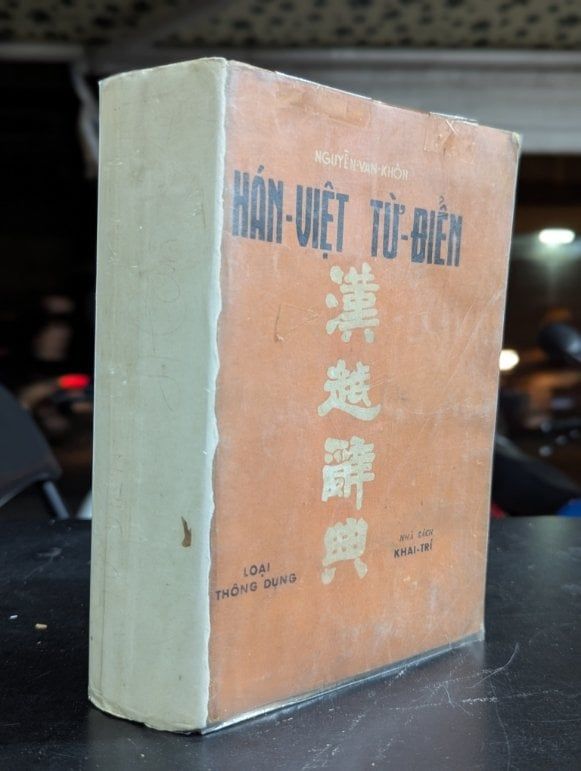 NGUYỄN-VĂN-KHÔN
HÁN-VIỆT TỪ-ĐIỂN
漢
越
辭
典
LOẠI
THÔNG DỤNG
NHÀ SÁCH
KHAI-TRÍ